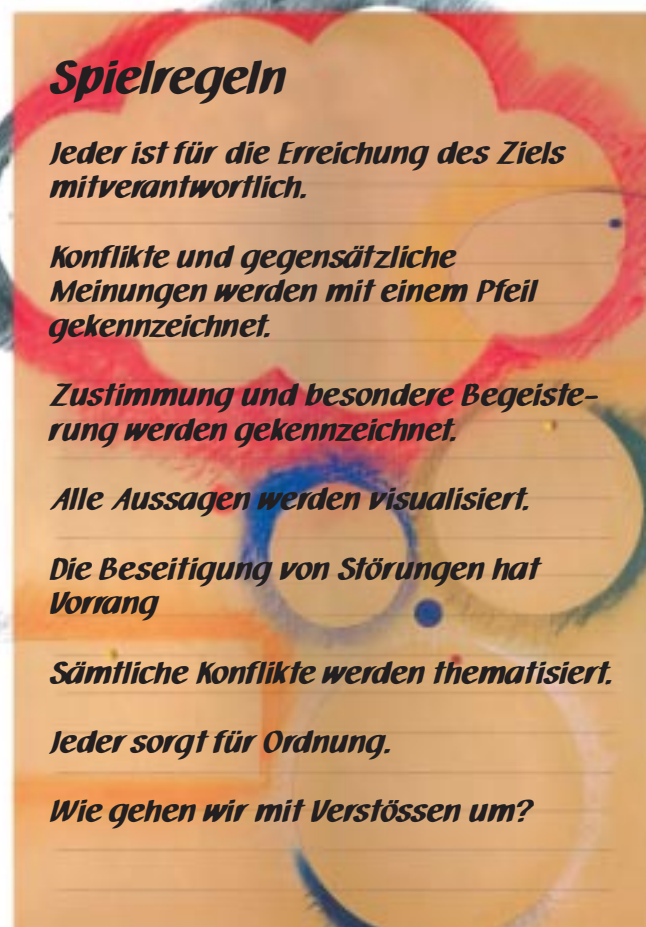 Spielregeln
Jeder ist für die Erreichung des Ziels
mitverantwortlich.
Konflikte und gegensätzliche
Meinungen werden mit einem Pfeil
gekennzeichnet.
Zustimmung und besondere Begeiste-
rung werden gekennzeichnet.
Alle Aussagen werden visualisiert.
Die Beseitigung von Störungen hat
Vorrang
Sämtliche Konflikte werden thematisiert.
Jeder sorgt für Ordnung.
Wie gehen wir mit Verstössen um?